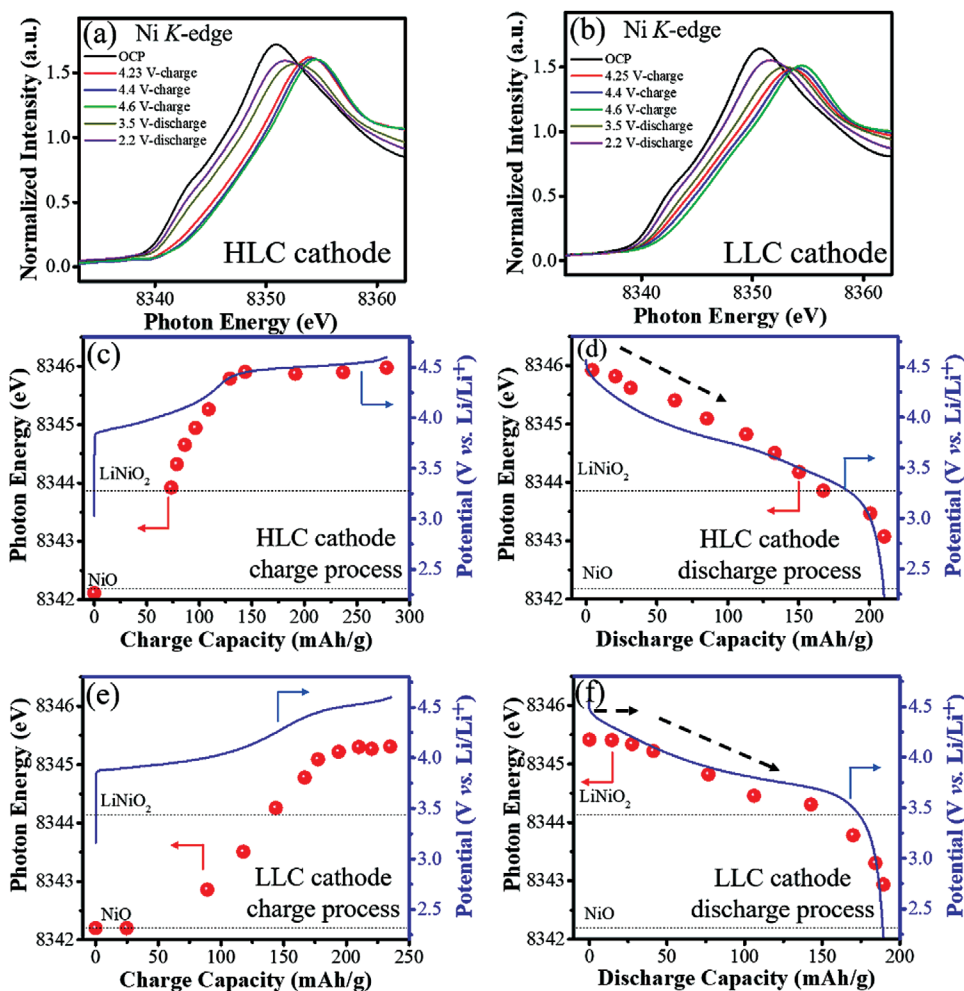 (a) Ni K-edge
OCP
4.23 V-charge
4.4 V-charge
4.6 V-charge
3.5 V-discharge
2.2 V-discharge
HLC cathode
Normalized Intensity (a.u.)
0.0
0.5
1.0
1.5
8340
8350
8360
Photon Energy (eV)
(b) Ni K-edge
OCP
4.25 V-charge
4.4 V-charge
4.6 V-charge
3.5 V-discharge
2.2 V-discharge
LLC cathode
Normalized Intensity (a.u.)
0.0
0.5
1.0
1.5
8340
8350
8360
Photon Energy (eV)
(c)
LiNiO2
NiO
HLC cathode
charge process
Photon Energy (eV)
8346
8345
8344
8343
8342
0
50
100
150
200
250
300
Charge Capacity (mAh/g)
4.5
4.0
3.5
3.0
2.5
Potential (V vs. Li/Li+)
(d)
LiNiO2
NiO
HLC cathode
discharge process
Photon Energy (eV)
8346
8345
8344
8343
8342
0
50
100
150
200
Discharge Capacity (mAh/g)
4.5
4.0
3.5
3.0
2.5
Potential (V vs. Li/Li+)
(e)
LiNiO2
NiO
LLC cathode
charge process
Photon Energy (eV)
8346
8345
8344
8343
8342
0
50
100
150
200
250
Charge Capacity (mAh/g)
4.5
4.0
3.5
3.0
2.5
Potential (V vs. Li/Li+)
(f)
LiNiO2
NiO
LLC cathode
discharge process
Photon Energy (eV)
8346
8345
8344
8343
8342
0
50
100
150
200
Discharge Capacity (mAh/g)
4.5
4.0
3.5
3.0
2.5
Potential (V vs. Li/Li+)